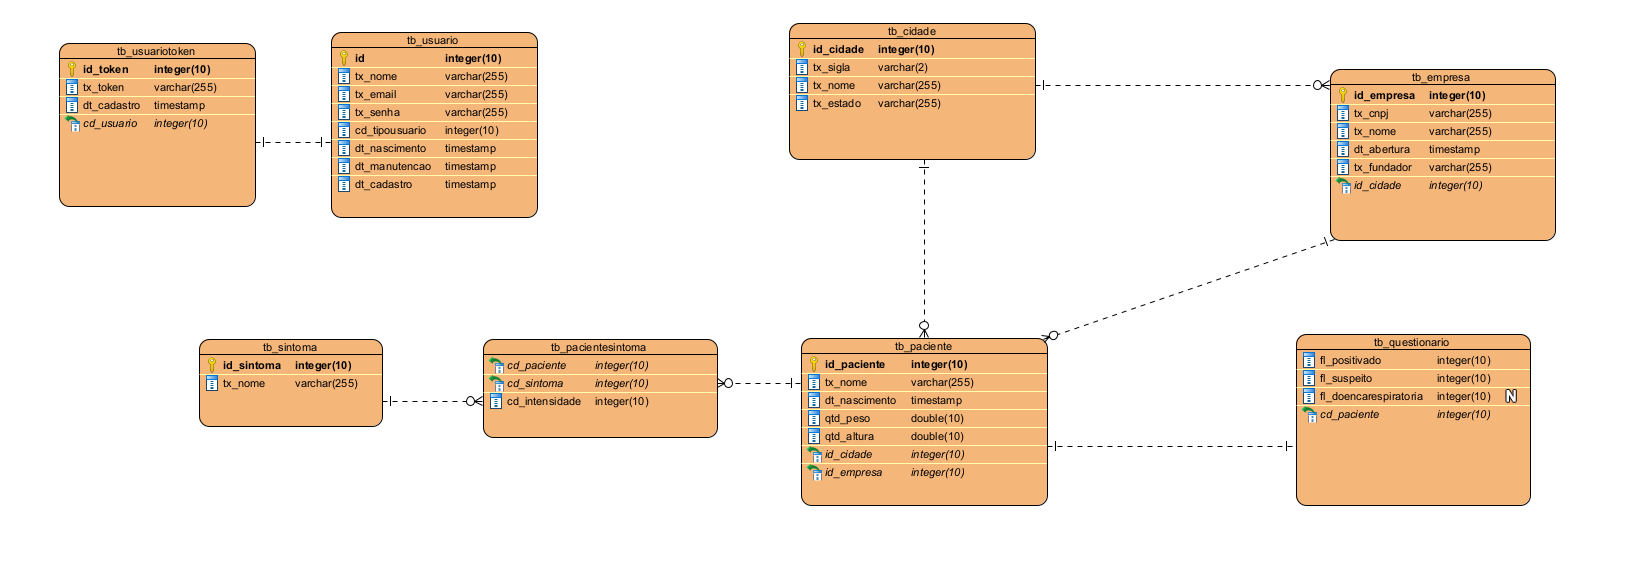 tb_usuariotoken
id_token integer(10)
tx_token varchar(255)
dt_cadastro timestamp
cd_usuario integer(10)
tb_usuario
id integer(10)
tx_nome varchar(255)
tx_email varchar(255)
tx_senha varchar(255)
cd_tipousuario integer(10)
dt_nascimento timestamp
dt_manutencao timestamp
dt_cadastro timestamp
tb_cidade
id_cidade integer(10)
tx_sigla varchar(2)
tx_nome varchar(255)
tx_estado varchar(255)
tb_empresa
id_empresa integer(10)
tx_cnpj varchar(255)
tx_nome varchar(255)
dt_abertura timestamp
tx_fundador varchar(255)
id_cidade integer(10)
tb_sintoma
id_sintoma integer(10)
tx_nome varchar(255)
tb_pacientesintoma
cd_paciente integer(10)
cd_sintoma integer(10)
cd_intensidade integer(10)
tb_paciente
id_paciente integer(10)
tx_nome varchar(255)
dt_nascimento timestamp
qtd_peso double(10)
qtd_altura double(10)
id_cidade integer(10)
id_empresa integer(10)
tb_questionario
fl_positivado integer(10)
fl_suspeito integer(10)
fl_doencarespiratoria integer(10) N
cd_paciente integer(10)